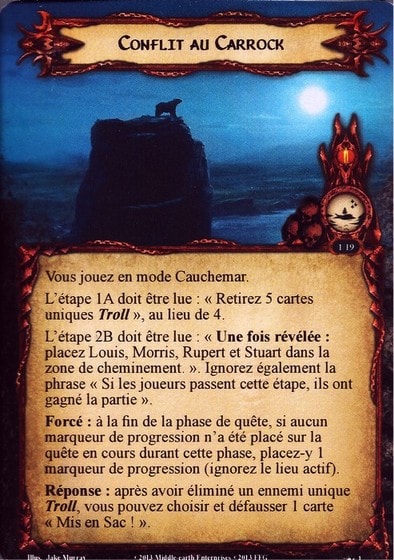 CONFLIT AU CARROCK
119
Vous jouez en mode Cauchemar.
L'étape 1A doit être lue : « Retirez 5 cartes
uniques Troll », au lieu de 4.
L'étape 2B doit être lue : « Une fois révélée :
placez Louis, Morris, Rupert et Stuart dans la
zone de cheminement. ». Ignorez également la
phrase « Si les joueurs passent cette étape, ils ont
gagné la partie ».
Forcé : à la fin de la phase de quête, si aucun
marqueur de progression n'a été placé sur la
quête en cours durant cette phase, placez-y 1
marqueur de progression (ignorez le lieu actif).
Réponse : après avoir éliminé un ennemi unique
Troll, vous pouvez choisir et défausser 1 carte
« Mis en Sac ! ».
Illus. Jake Murray • 2013 Middle-earth Enterprises • 2013 FFG